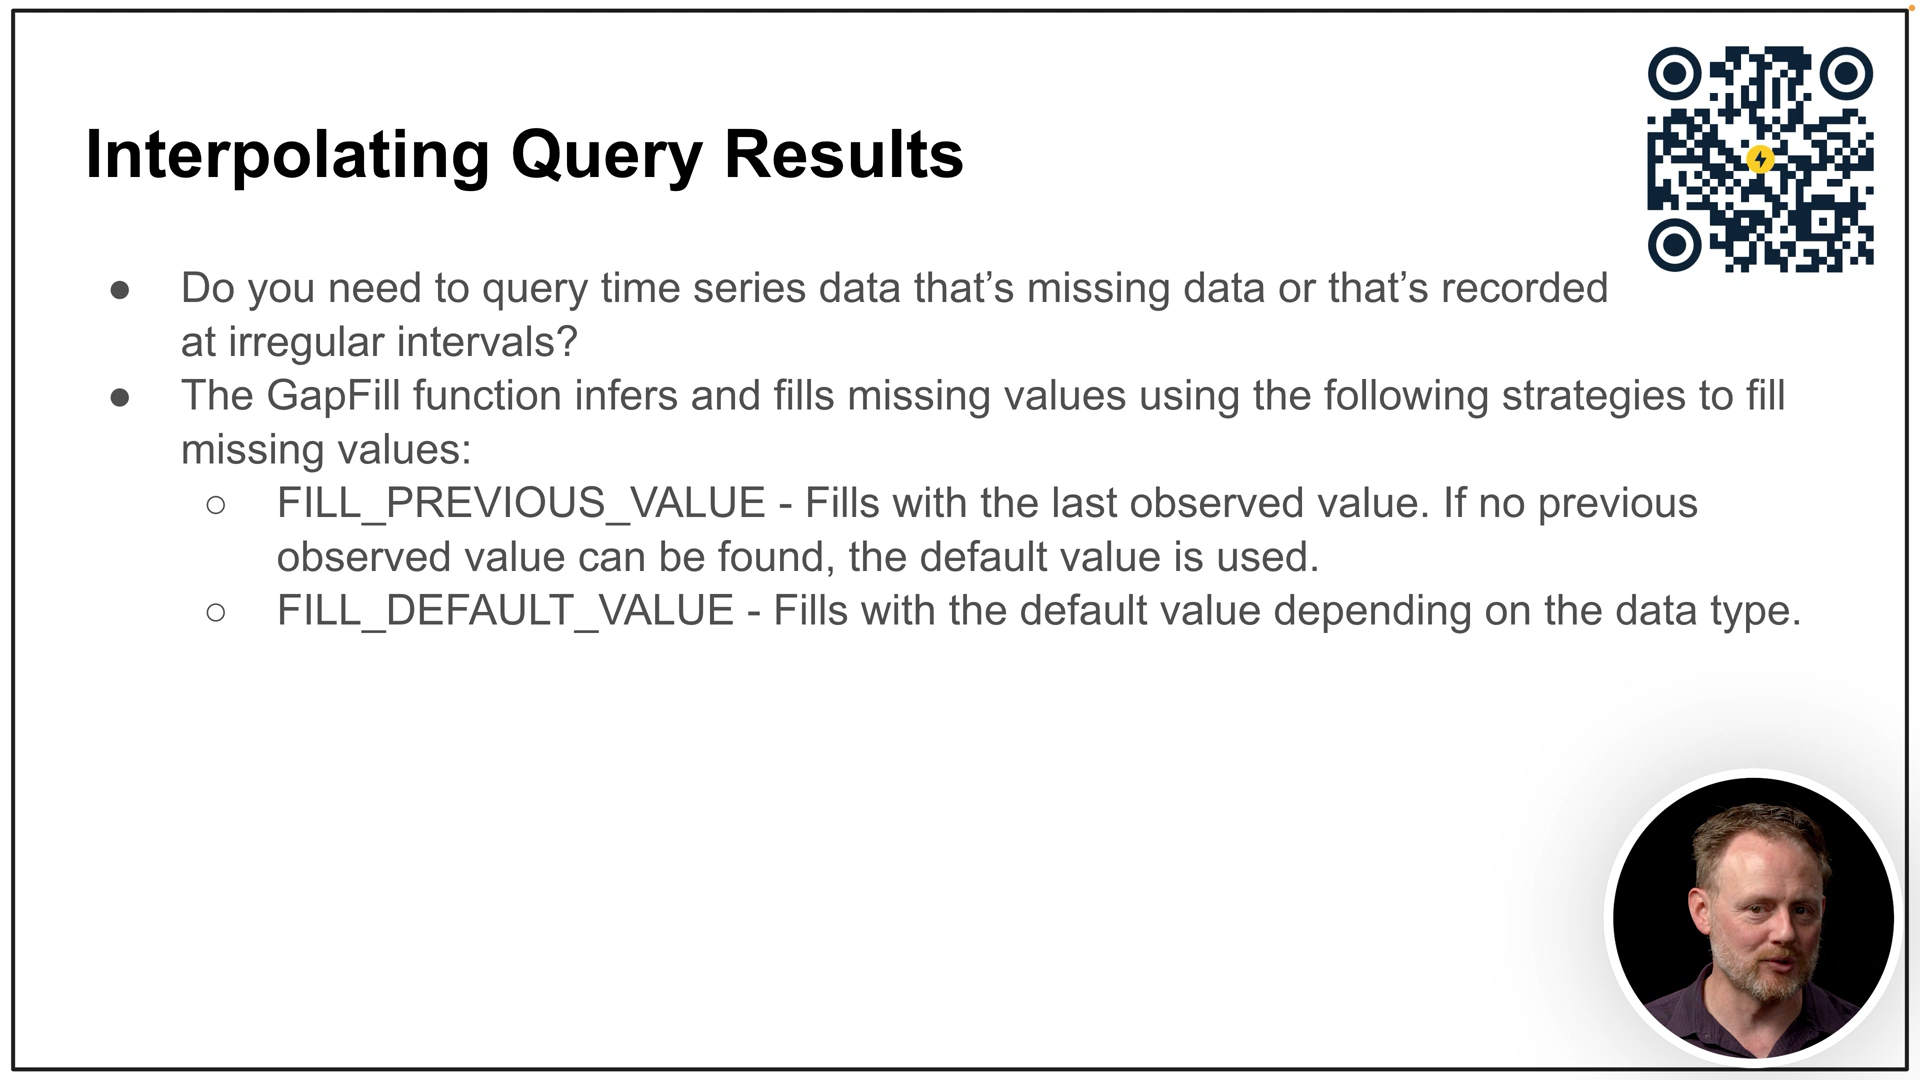 Interpolating Query Results
● Do you need to query time series data that’s missing data or that’s recorded
at irregular intervals?
● The GapFill function infers and fills missing values using the following strategies to fill
missing values:
○ FILL_PREVIOUS_VALUE - Fills with the last observed value. If no previous
observed value can be found, the default value is used.
○ FILL_DEFAULT_VALUE - Fills with the default value depending on the data type.